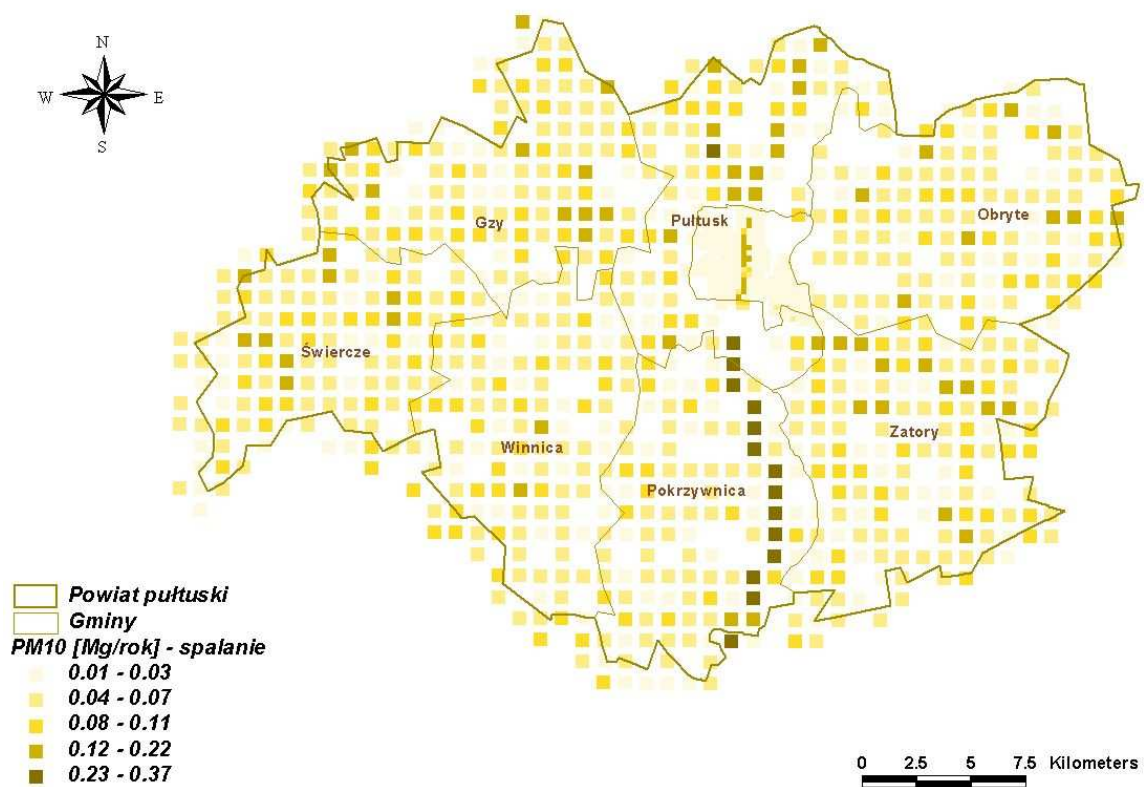 N
W E
S
Gzy
Pułtusk
Obryte
Świercze
Winnica
Pokrzywnica
Zatory
Powiat pułtuski
Gminy
PM10 [Mg/rok] - spalanie
0.01 - 0.03
0.04 - 0.07
0.08 - 0.11
0.12 - 0.22
0.23 - 0.37
0 2.5 5 7.5 Kilometers